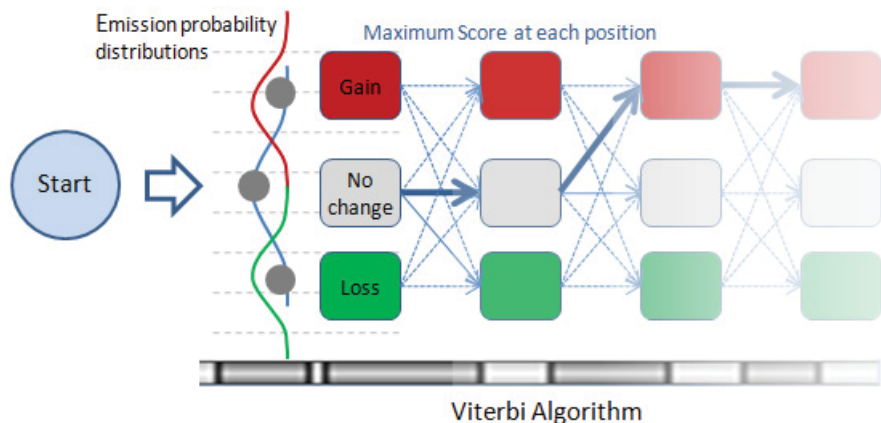 Emission probability
distributions
Maximum Score at each position
Start
Gain
No
change
Loss
Viterbi Algorithm